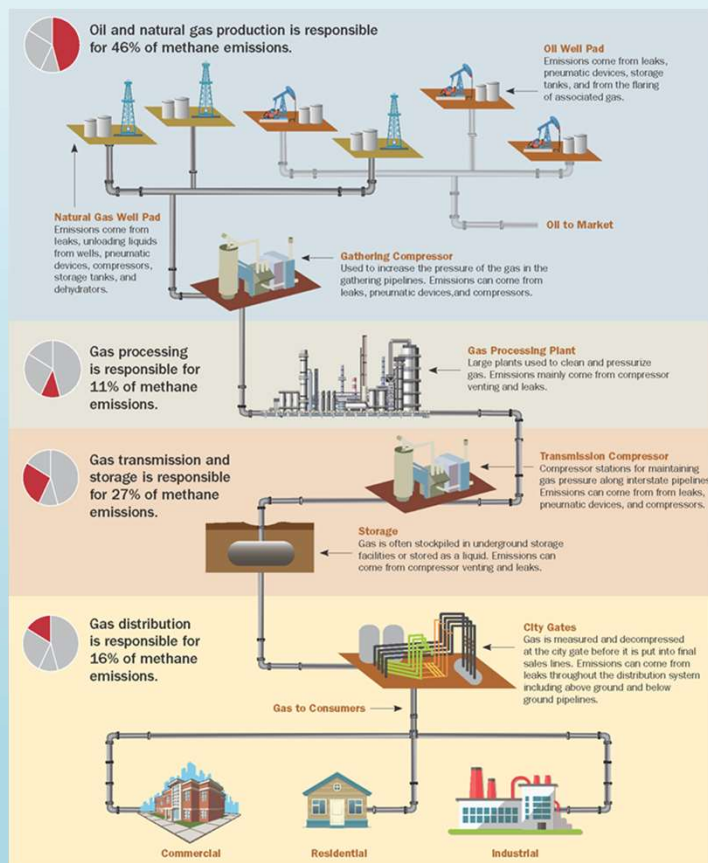 Oil and natural gas production is responsible
for 46% of methane emissions.
Oil Well Pad
Emissions come from leaks,
pneumatic devices, storage
tanks, and from the flaring
of associated gas.
Natural Gas Well Pad
Emissions come from
leaks, unloading liquids
from wells, pneumatic
devices, compressors,
storage tanks, and
dehydrators.
Oil to Market
Gathering Compressor
Used to increase the pressure of the gas in the
gathering pipelines. Emissions can come from
leaks, pneumatic devices,and compressors.
Gas processing
is responsible for
11% of methane
emissions.
Gas Processing Plant
Large plants used to clean and pressurize
gas. Emissions mainly come from compressor
venting and leaks.
Gas transmission and
storage is responsible
for 27% of methane
emissions.
Transmission Compressor
Compressor stations for maintaining
gas pressure along interstate pipelines
Emissions can come from from leaks,
pneumatic devices, and compressors.
Storage
Gas is often stockpiled in underground storage
facilities or stored as a liquid. Emissions can
come from compressor venting and leaks.
Gas distribution
is responsible for
16% of methane
emissions.
City Gates
Gas is measured and decompressed
at the city gate before it is put into final
sales lines. Emissions can come from
leaks throughout the distribution system
including above ground and below
ground pipelines.
Gas to Consumers
Commercial
Residential
Industrial